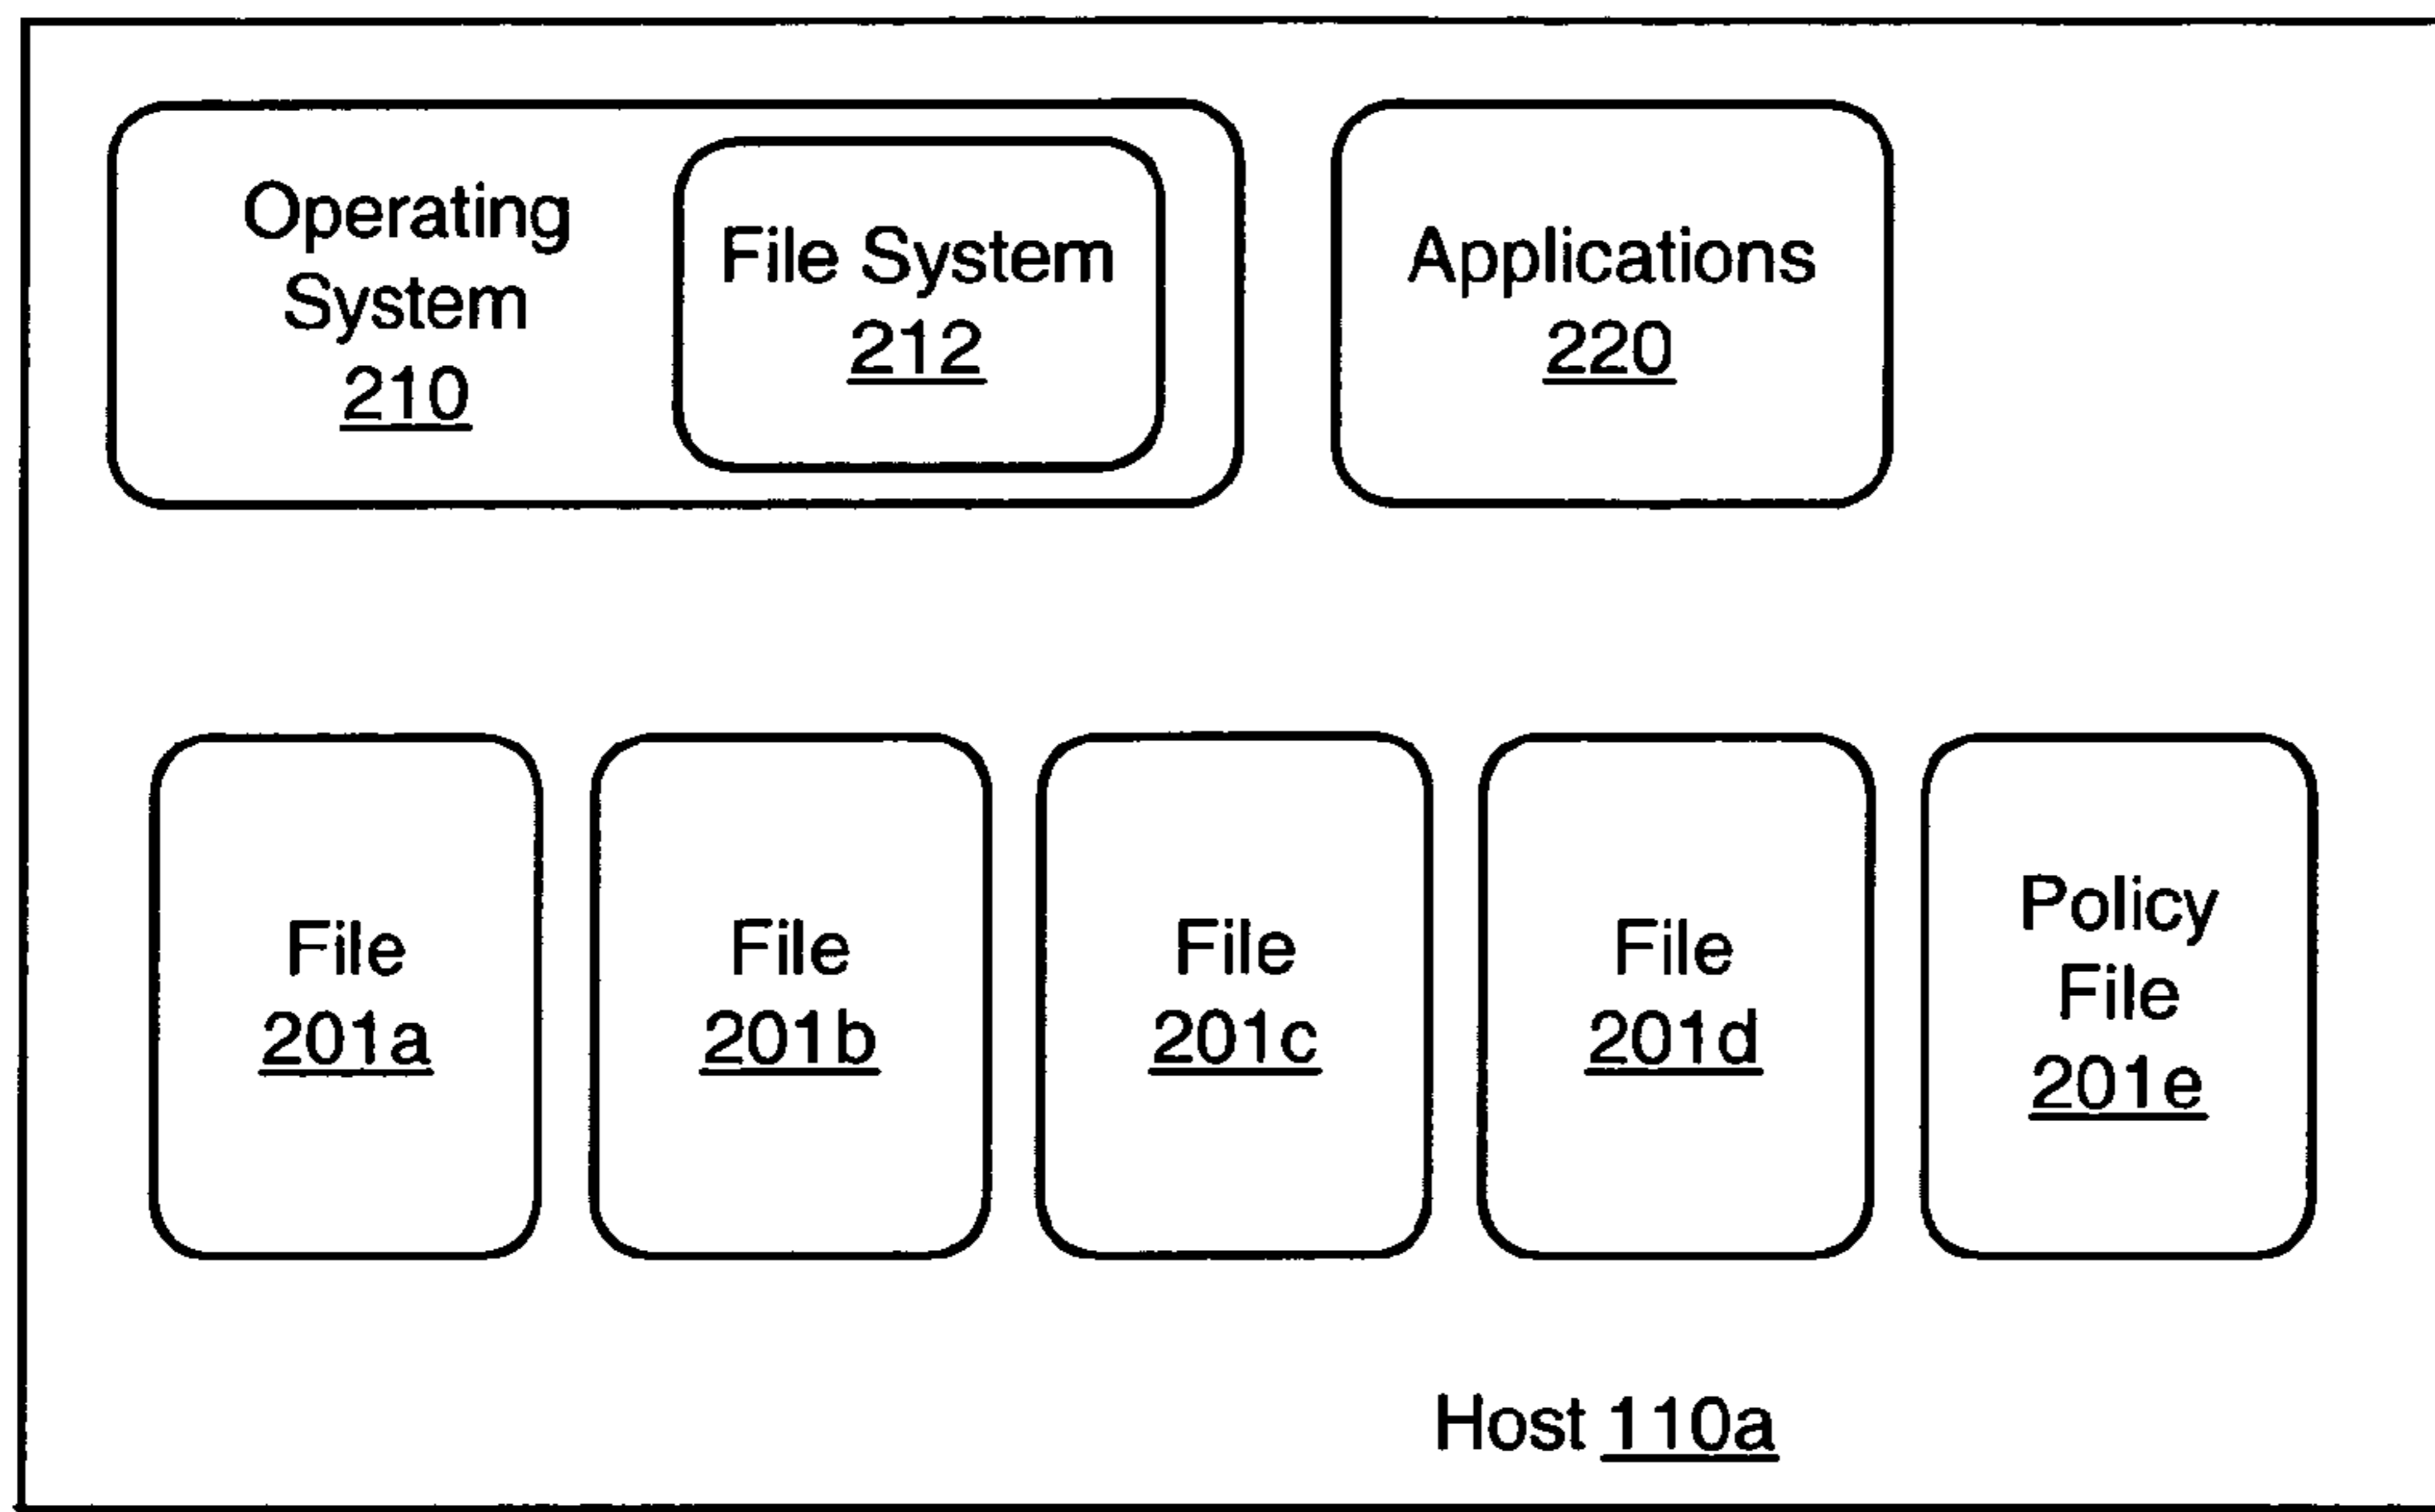 Operating
System
210
File System
212
Applications
220
File
201a
File
201b
File
201c
File
201d
Policy
File
201e
Host 110a